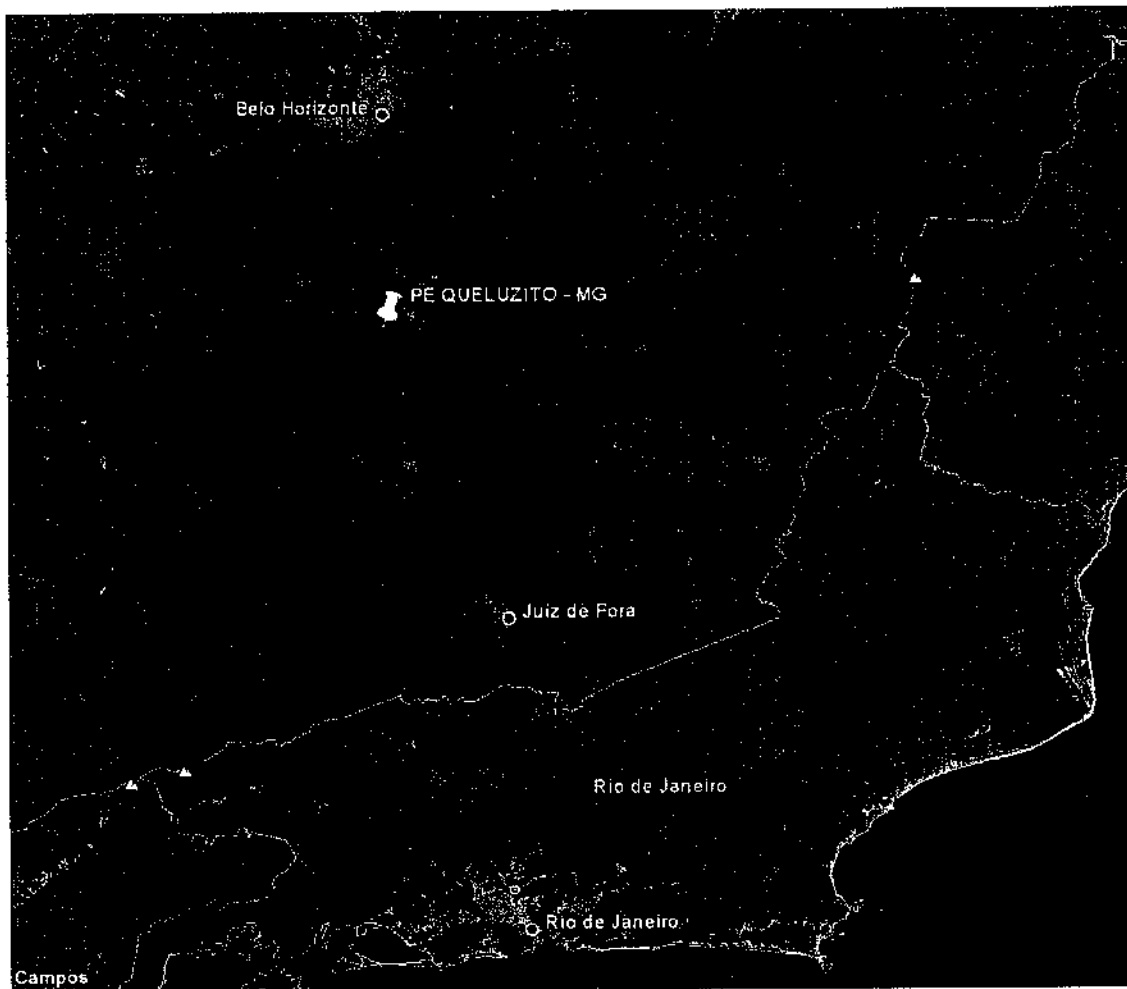 Belo Horizonte
PE QUELUZITO - MG
Juiz de Fora
Rio de Janeiro
Rio de Janeiro
Campos